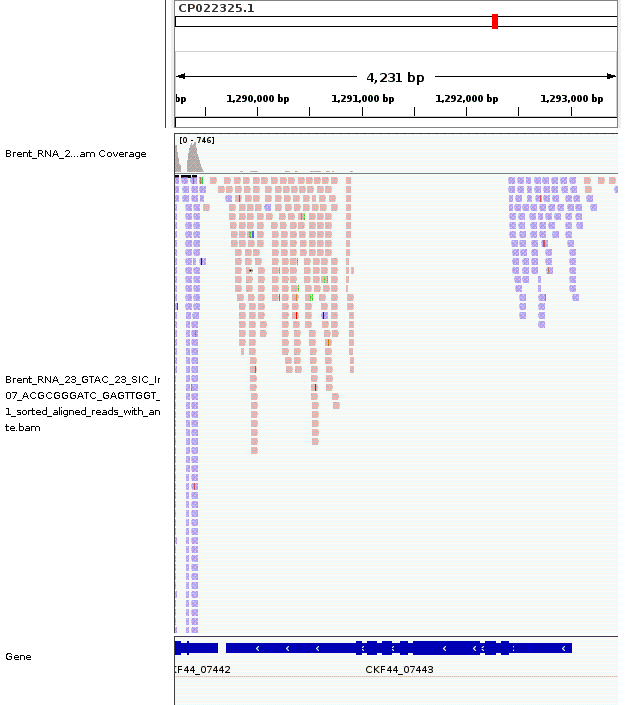 CP022325.1
4,231 bp
bp 1,290,000 bp 1,291,000 bp 1,292,000 bp 1,293,000 bp
[0 - 746]
Brent_RNA_2...am Coverage
Brent_RNA_23_GTAC_23_SIC_Ir
07_ACGCGGGATC_GAGTTGGT_
1_sorted_aligned_reads_with_an
te.bam
Gene
KF44_07442 CKF44_07443